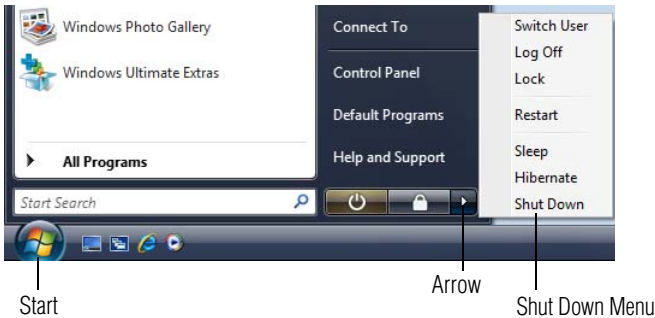 Windows Photo Gallery
Windows Ultimate Extras
All Programs
Start Search
Connect To
Control Panel
Default Programs
Help and Support
Switch User
Log Off
Lock
Restart
Sleep
Hibernate
Shut Down
Start
Arrow
Shut Down Menu